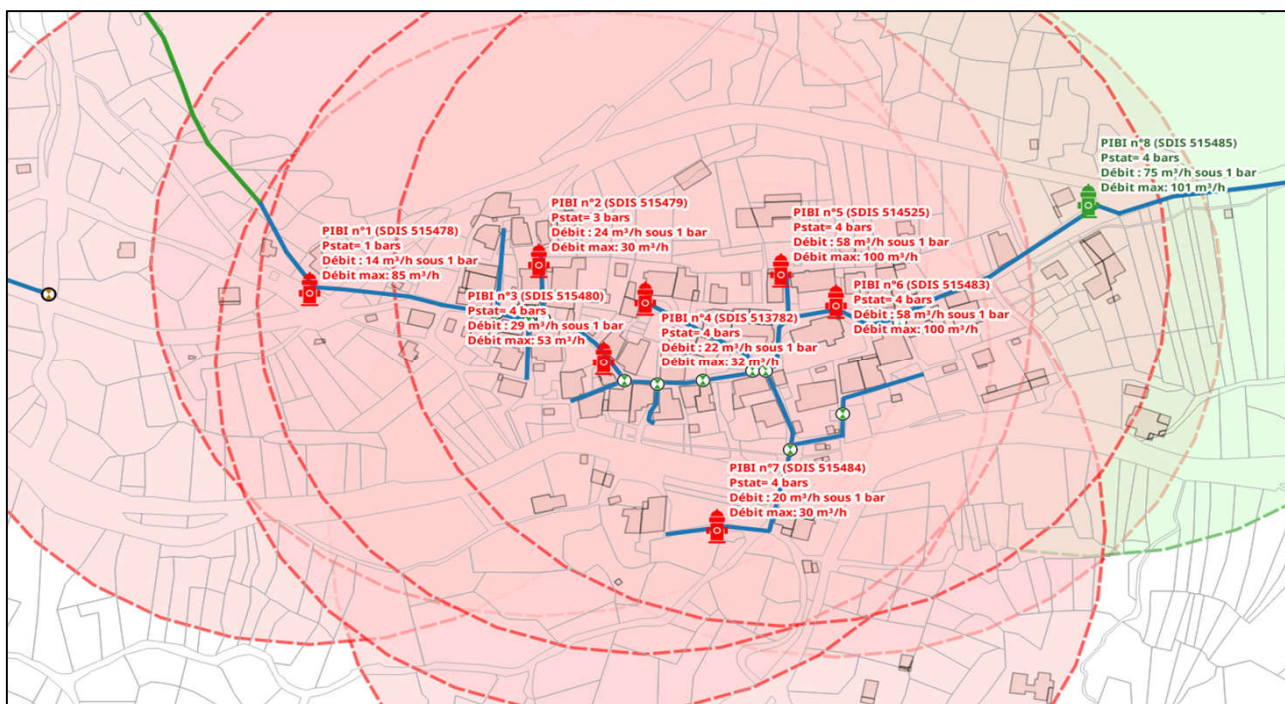 PIBI n°8 (SDIS 515485)
Pstat= 4 bars
Débit : 75 m³/h sous 1 bar
Débit max: 101 m³/h
PIBI n°2 (SDIS 515479)
Pstat= 3 bars
Débit : 24 m³/h sous 1 bar
Débit max: 30 m³/h
PIBI n°5 (SDIS 514525)
Pstat= 4 bars
Débit : 58 m³/h sous 1 bar
Débit max: 100 m³/h
PIBI n°1 (SDIS 515478)
Pstat= 1 bars
Débit : 14 m³/h sous 1 bar
Débit max: 85 m³/h
PIBI n°6 (SDIS 515483)
Pstat= 4 bars
Débit : 58 m³/h sous 1 bar
Débit max: 100 m³/h
PIBI n°3 (SDIS 515480)
Pstat= 4 bars
Débit : 29 m³/h sous 1 bar
Débit max: 53 m³/h
PIBI n°4 (SDIS 513782)
Pstat= 4 bars
Débit : 22 m³/h sous 1 bar
Débit max: 32 m³/h
PIBI n°7 (SDIS 515484)
Pstat= 4 bars
Débit : 20 m³/h sous 1 bar
Débit max: 30 m³/h